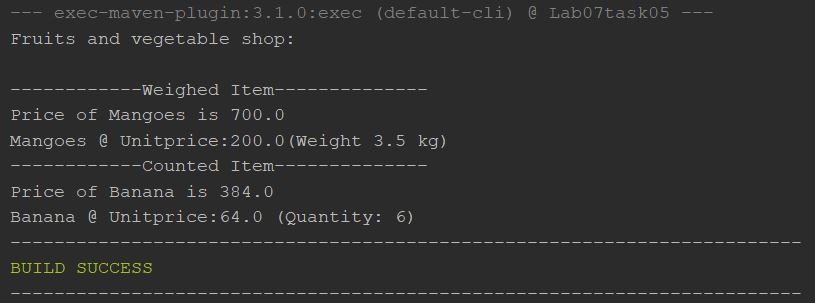 --- exec-maven-plugin:3.1.0:exec (default-cli) @ Lab07task05 ---
Fruits and vegetable shop:

------------Weighed Item--------------
Price of Mangoes is 700.0
Mangoes @ Unitprice:200.0(Weight 3.5 kg)
------------Counted Item--------------
Price of Banana is 384.0
Banana @ Unitprice:64.0 (Quantity: 6)
------------------------------------------------------------------------
BUILD SUCCESS
------------------------------------------------------------------------